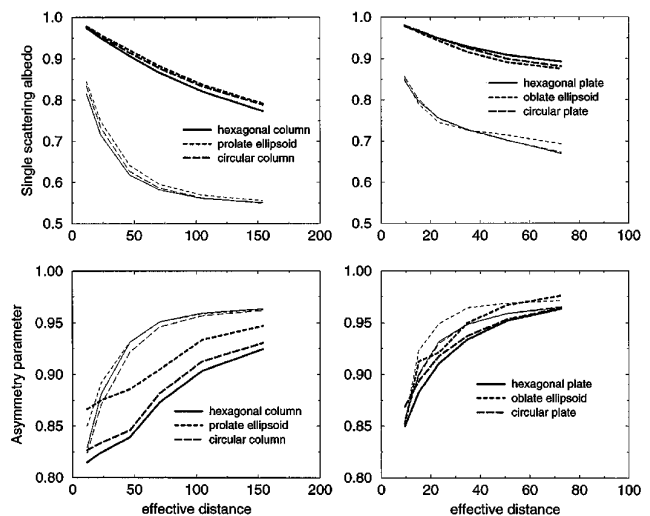 Single scattering albedo
1.0
0.9
0.8
0.7
0.6
0.5
0
50
100
150
200
hexagonal column
prolate ellipsoid
circular column
1.0
0.9
0.8
0.7
0.6
0.5
0
20
40
60
80
100
hexagonal plate
oblate ellipsoid
circular plate
Asymmetry parameter
1.00
0.95
0.90
0.85
0.80
0
50
100
150
200
effective distance
hexagonal column
prolate ellipsoid
circular column
1.00
0.95
0.90
0.85
0.80
0
20
40
60
80
100
effective distance
hexagonal plate
oblate ellipsoid
circular plate